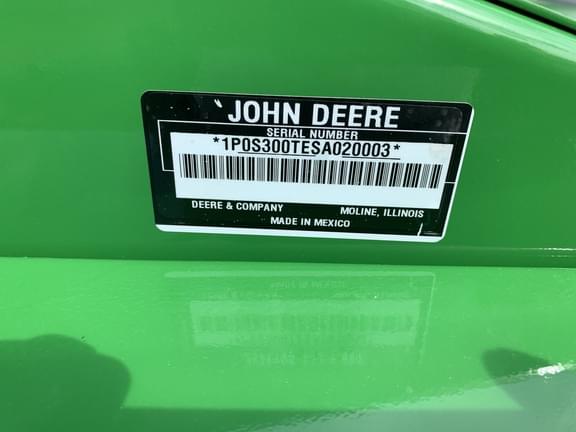 JOHN DEERE
SERIAL NUMBER
*1P0S300TESA020003*
DEERE & COMPANY MOLINE, ILLINOIS
MADE IN MEXICO